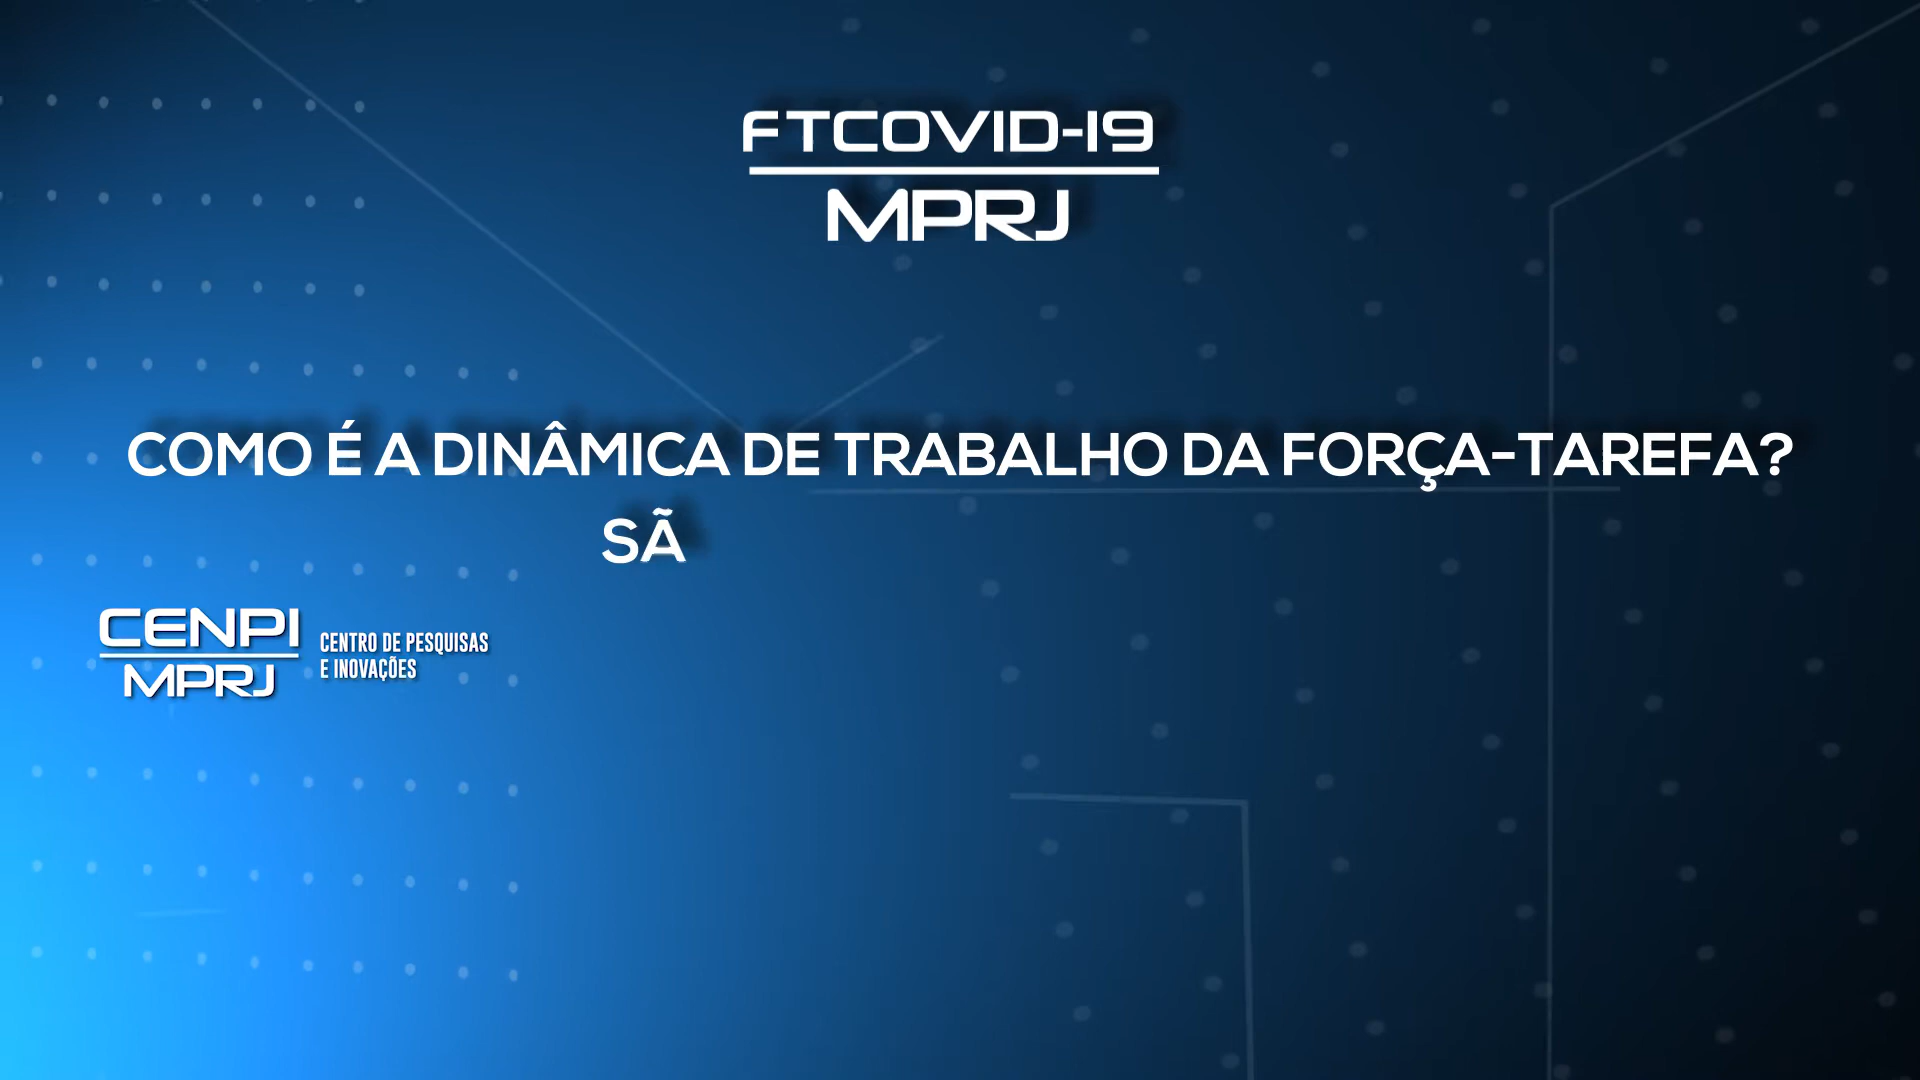 FTCOVID-19
MPRJ
COMO É A DINÂMICA DE TRABALHO DA FORÇA-TAREFA?
SÃ
CENPI
MPRJ
CENTRO DE PESQUISAS
E INOVAÇÕES